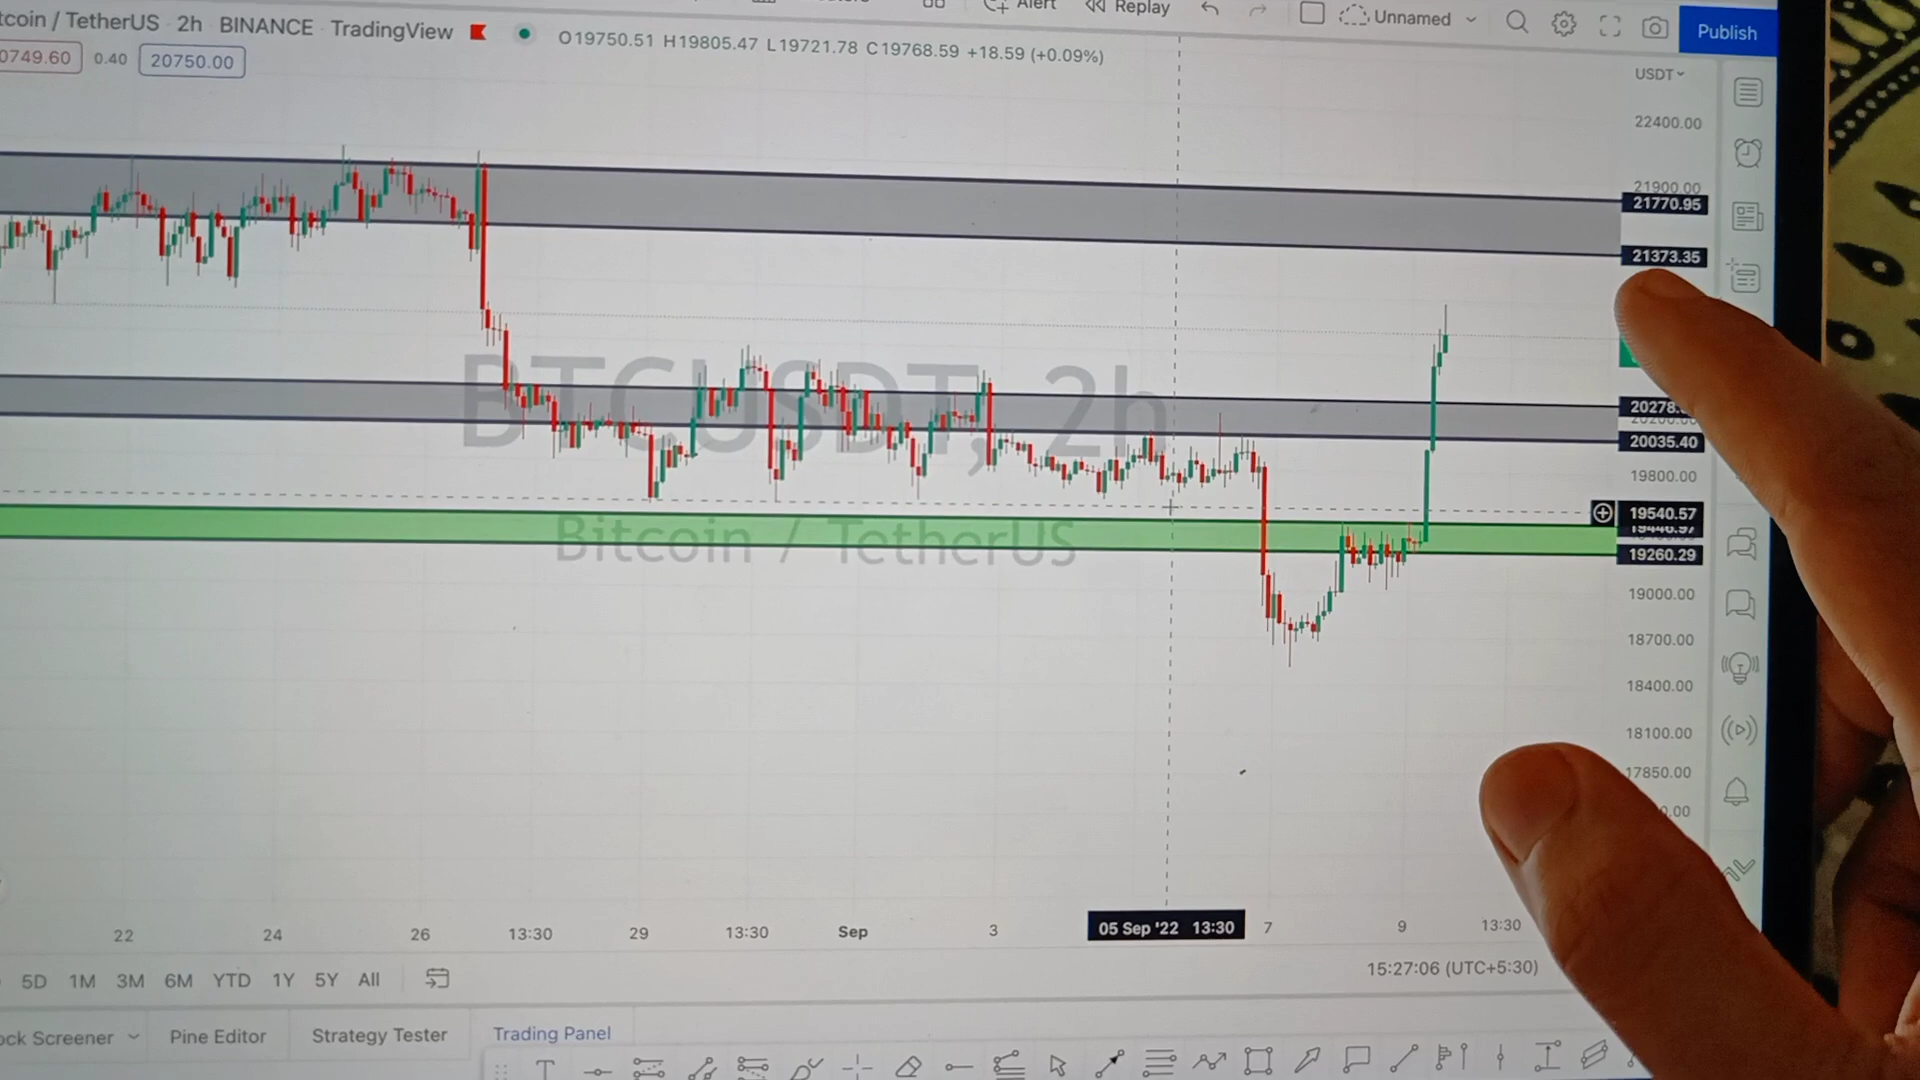 Alert Replay Unnamed Publish
tcoin / TetherUS 2h BINANCE TradingView O19750.51 H19805.47 L19721.78 C19768.59 +18.59 (+0.09%)
0749.60 0.40 20750.00
USDT
22400.00
21900.00
21770.95
21373.35
BTCUSDT, 2h
20278.
20035.40
19800.00
19540.57
19260.29
Bitcoin / TetherUS
19000.00
18700.00
18400.00
18100.00
17850.00
.00
22 24 26 13:30 29 13:30 Sep 3 05 Sep '22 13:30 7 9 13:30
5D 1M 3M 6M YTD 1Y 5Y All 15:27:06 (UTC+5:30)
ock Screener Pine Editor Strategy Tester Trading Panel